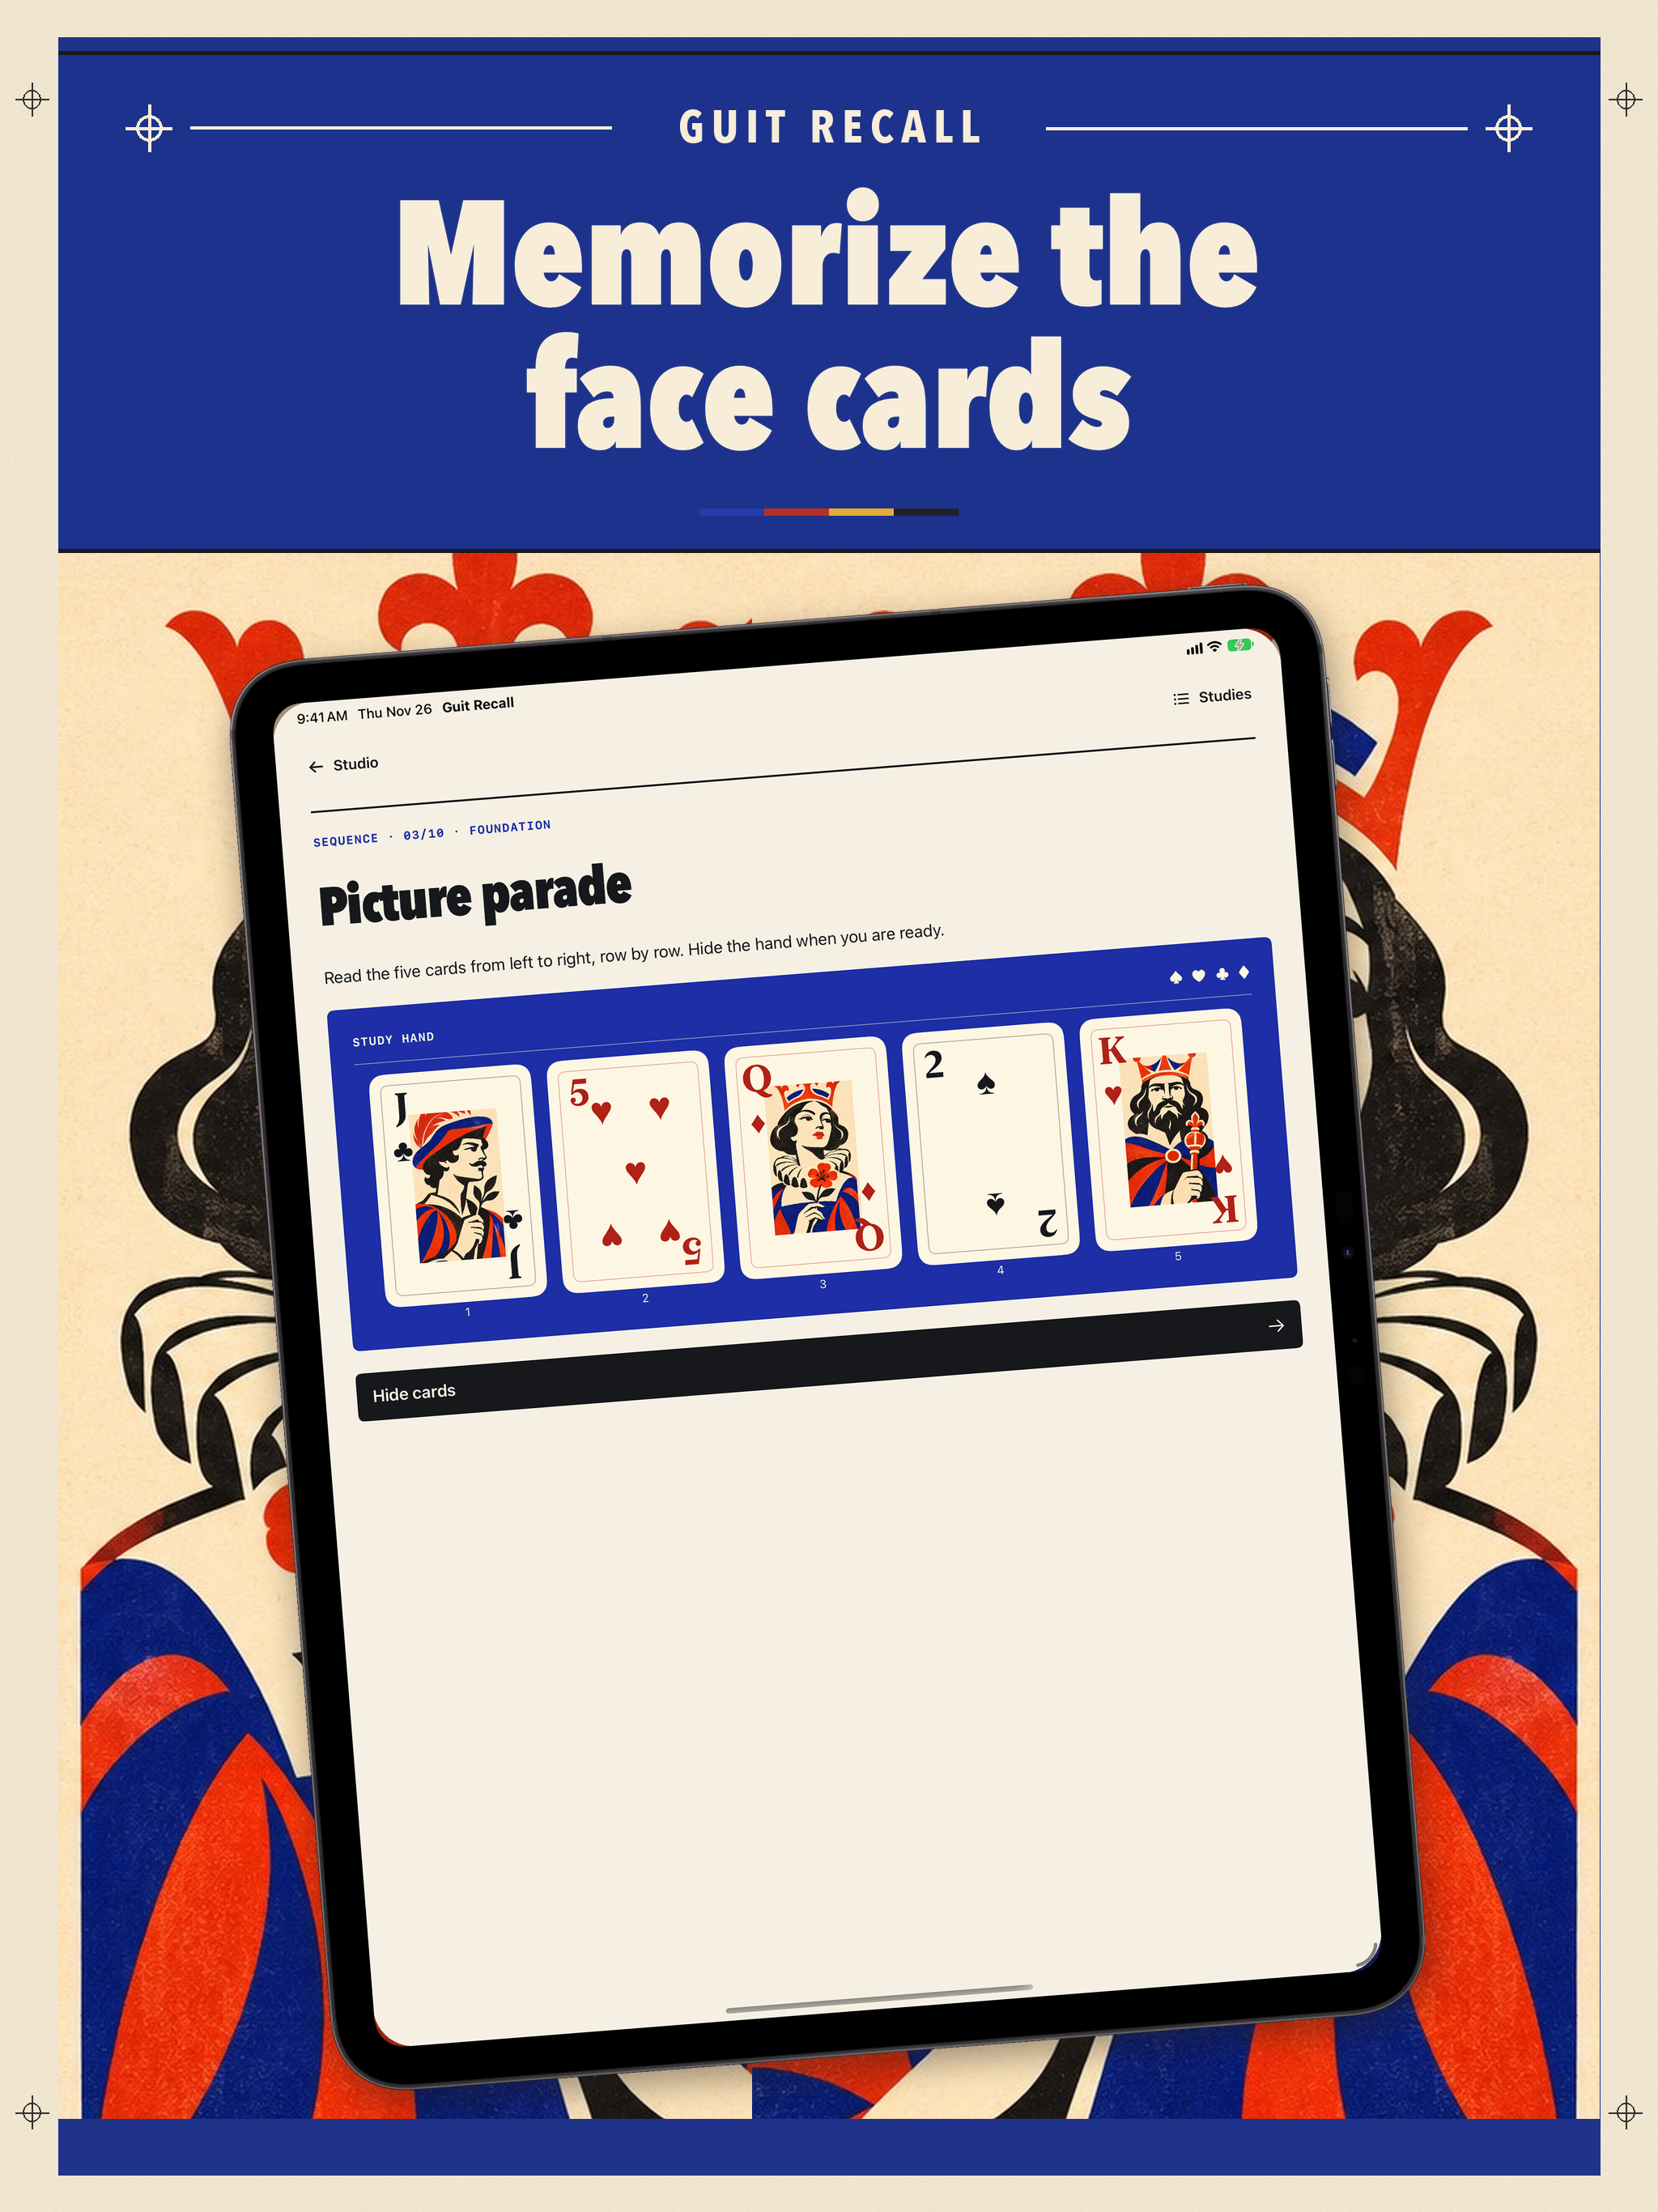 GUIT RECALL
Memorize the
face cards
9:41 AM Thu Nov 26 Guit Recall
Studio
Studies
SEQUENCE · 03/10 · FOUNDATION
Picture parade
Read the five cards from left to right, row by row. Hide the hand when you are ready.
STUDY HAND
J
J
5
5
Q
Q
2
2
K
K
1
2
3
4
5
Hide cards